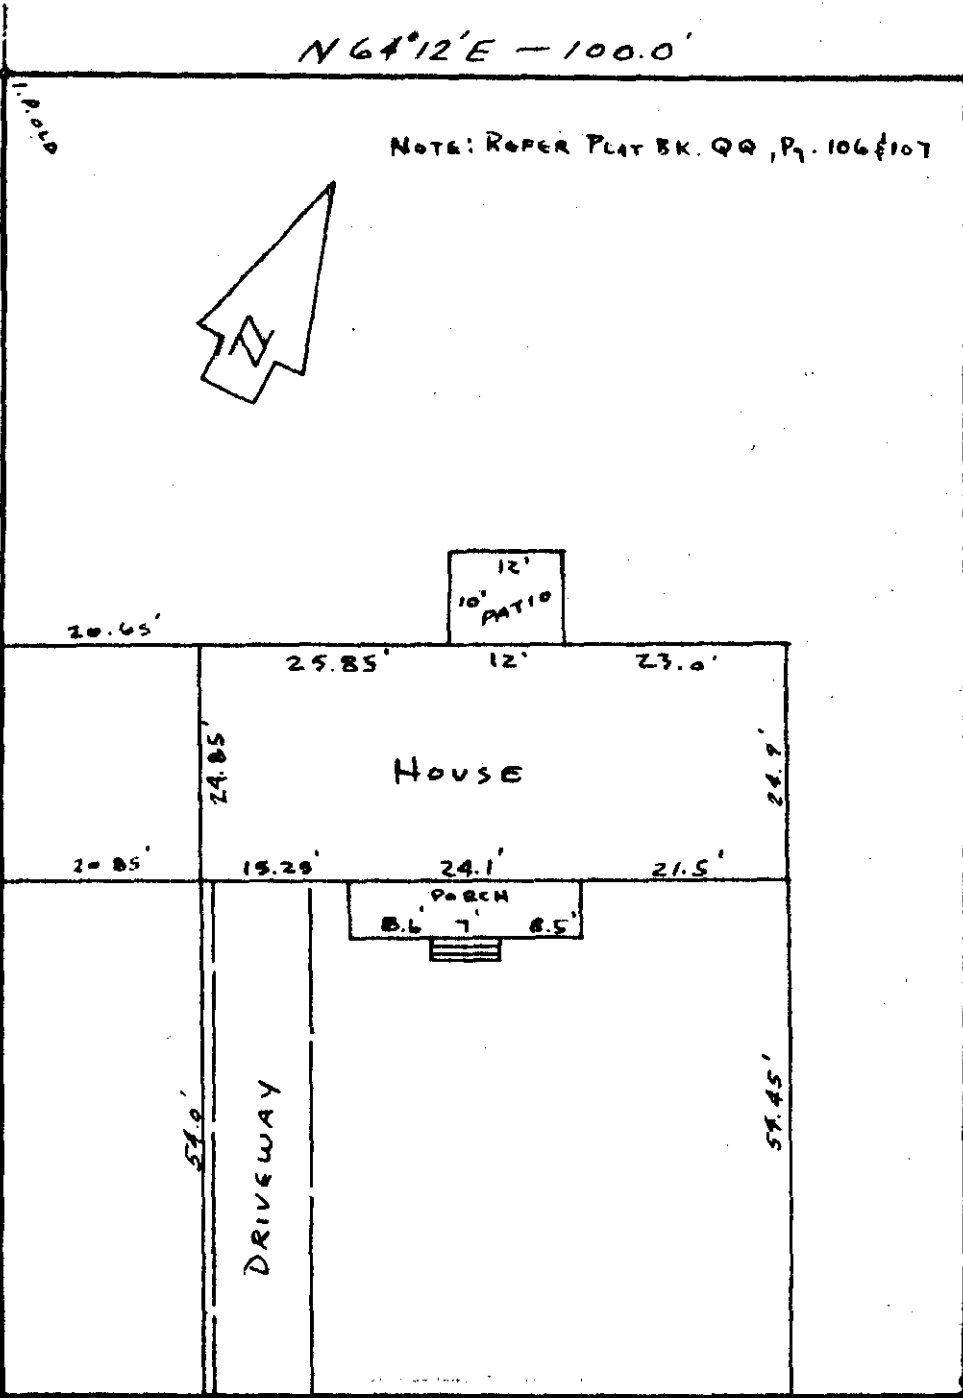 N 64°12'E — 100.0'
I.P. OLD
NOTE: REFER PLAT BK. QQ, Pg. 106 & 107
N
12'
10'
PATIO
20.65'
25.85' 12' 23.0'
24.85'
HOUSE
24.9'
20.85' 15.25' 24.1' 21.5'
PORCH
8.6' 7' 8.5'
54.0'
DRIVEWAY
54.45'